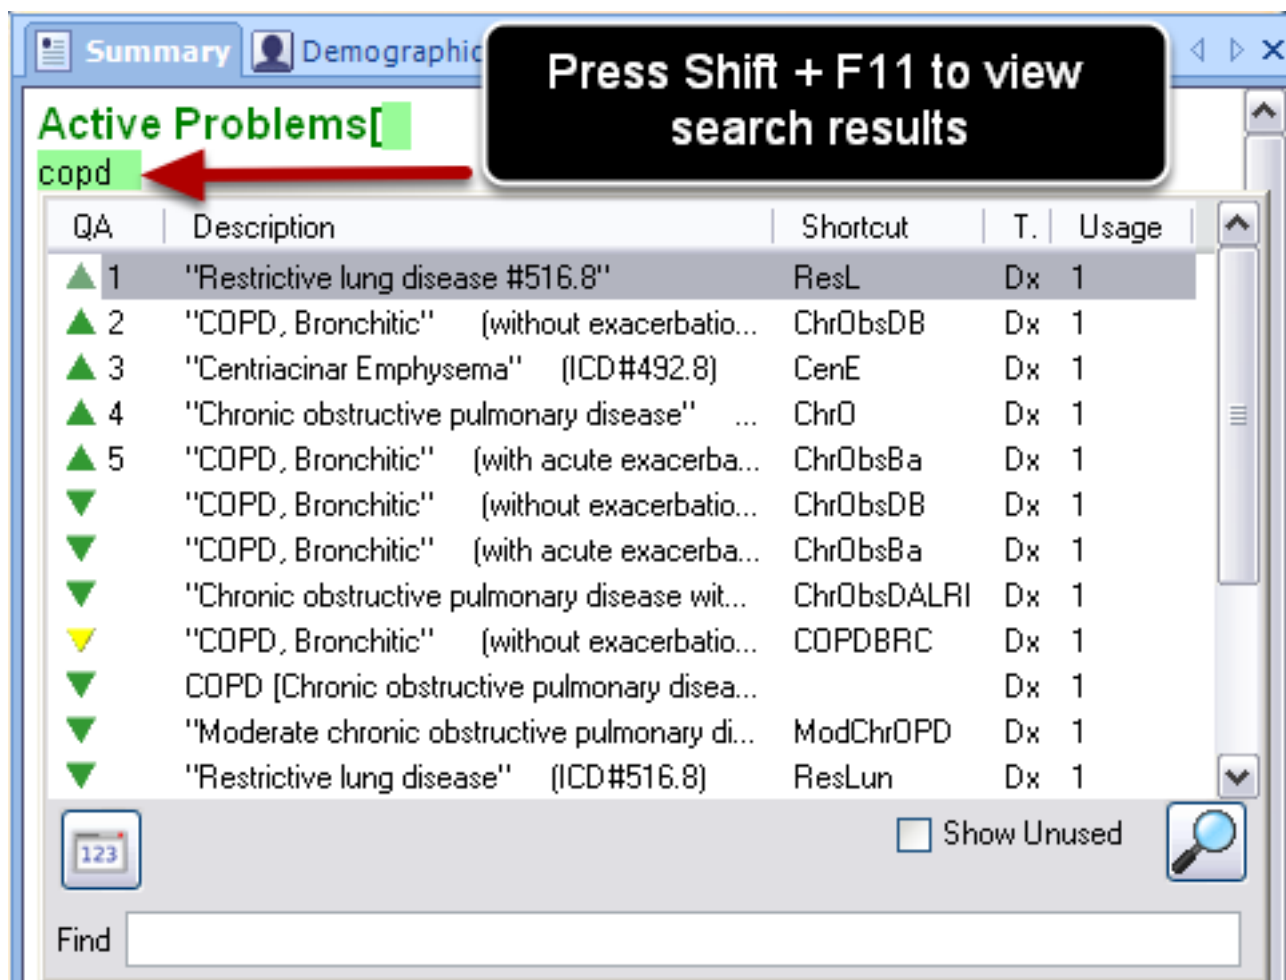 Summary Demographic
Press Shift + F11 to view
search results
Active Problems[
copd
QA Description Shortcut T. Usage
1 "Restrictive lung disease #516.8" ResL Dx 1
2 "COPD, Bronchitic" (without exacerbatio... ChrObsDB Dx 1
3 "Centriacinar Emphysema" (ICD#492.8) CenE Dx 1
4 "Chronic obstructive pulmonary disease" ... ChrO Dx 1
5 "COPD, Bronchitic" (with acute exacerba... ChrObsBa Dx 1
"COPD, Bronchitic" (without exacerbatio... ChrObsDB Dx 1
"COPD, Bronchitic" (with acute exacerba... ChrObsBa Dx 1
"Chronic obstructive pulmonary disease wit... ChrObsDALRI Dx 1
"COPD, Bronchitic" (without exacerbatio... COPDBRC Dx 1
COPD [Chronic obstructive pulmonary disea... Dx 1
"Moderate chronic obstructive pulmonary di... ModChrOPD Dx 1
"Restrictive lung disease" (ICD#516.8) ResLun Dx 1
123
Show Unused
Find